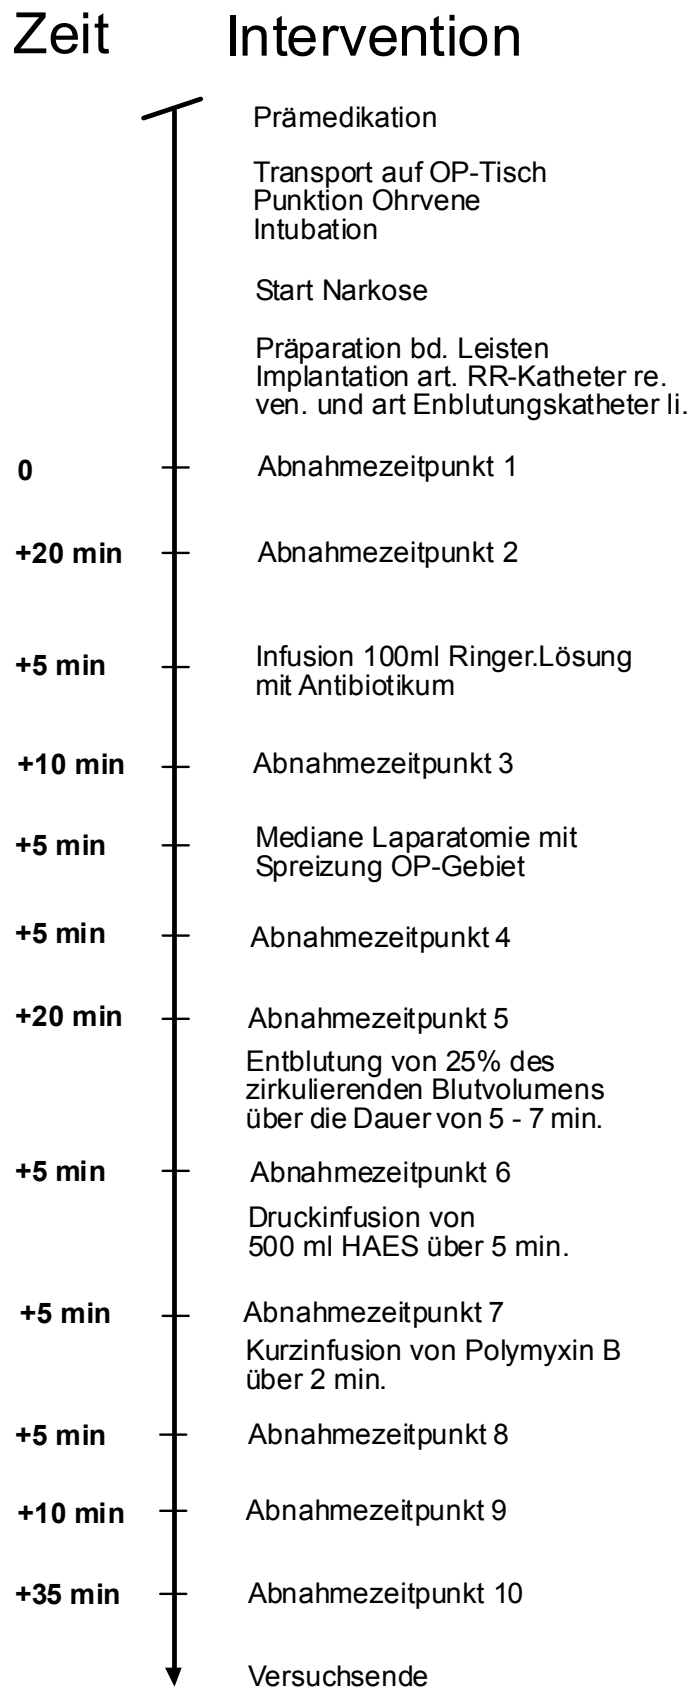 Zeit Intervention
Prämedikation
Transport auf OP-Tisch
Punktion Ohrvene
Intubation
Start Narkose
Präparation bd. Leisten
Implantation art. RR-Katheter re.
ven. und art Enblutungskatheter li.
0 Abnahmezeitpunkt 1
+20 min Abnahmezeitpunkt 2
+5 min Infusion 100ml Ringer.Lösung
mit Antibiotikum
+10 min Abnahmezeitpunkt 3
+5 min Mediane Laparatomie mit
Spreizung OP-Gebiet
+5 min Abnahmezeitpunkt 4
+20 min Abnahmezeitpunkt 5
Entblutung von 25% des
zirkulierenden Blutvolumens
über die Dauer von 5 - 7 min.
+5 min Abnahmezeitpunkt 6
Druckinfusion von
500 ml HAES über 5 min.
+5 min Abnahmezeitpunkt 7
Kurzinfusion von Polymyxin B
über 2 min.
+5 min Abnahmezeitpunkt 8
+10 min Abnahmezeitpunkt 9
+35 min Abnahmezeitpunkt 10
Versuchsende